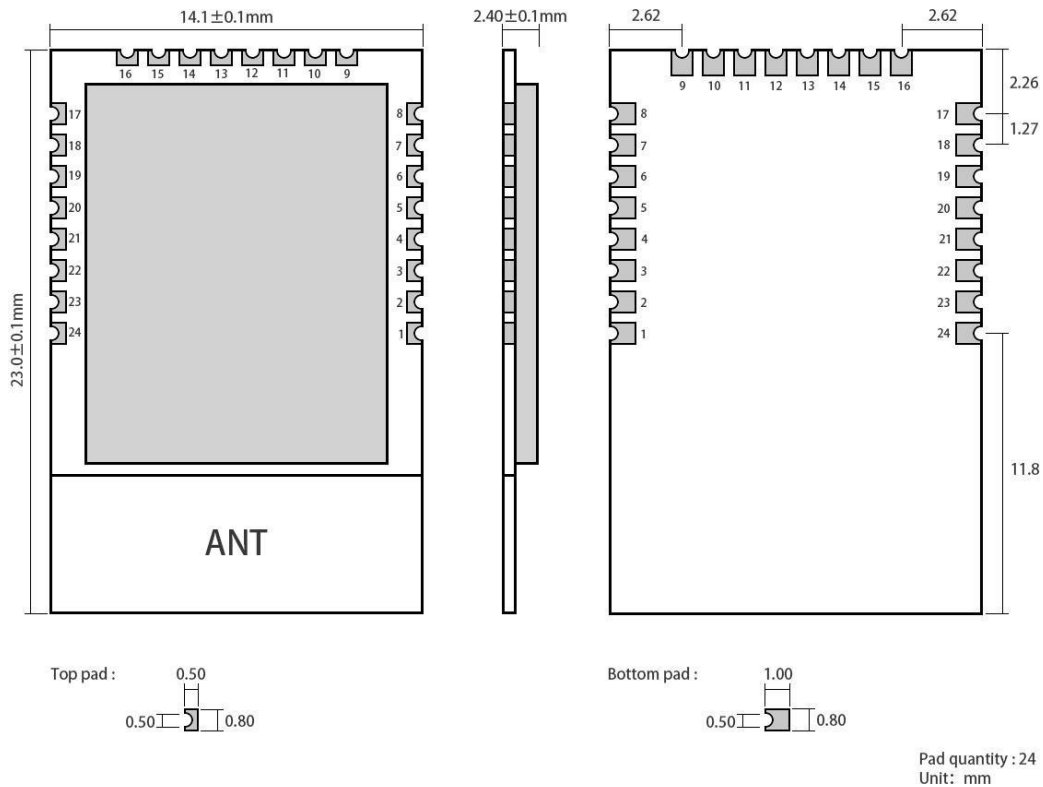 14.1±0.1mm
2.40±0.1mm
2.62
2.62
16 15 14 13 12 11 10 9
9 10 11 12 13 14 15 16
2.26
1.27
17 8
18 7
19 6
20 5
21 4
22 3
23 2
24 1
8 17
7 18
6 19
5 20
4 21
3 22
2 23
1 24
23.0±0.1mm
11.8
ANT
Top pad :
0.50
0.50
0.80
Bottom pad :
1.00
0.50
0.80
Pad quantity : 24
Unit: mm